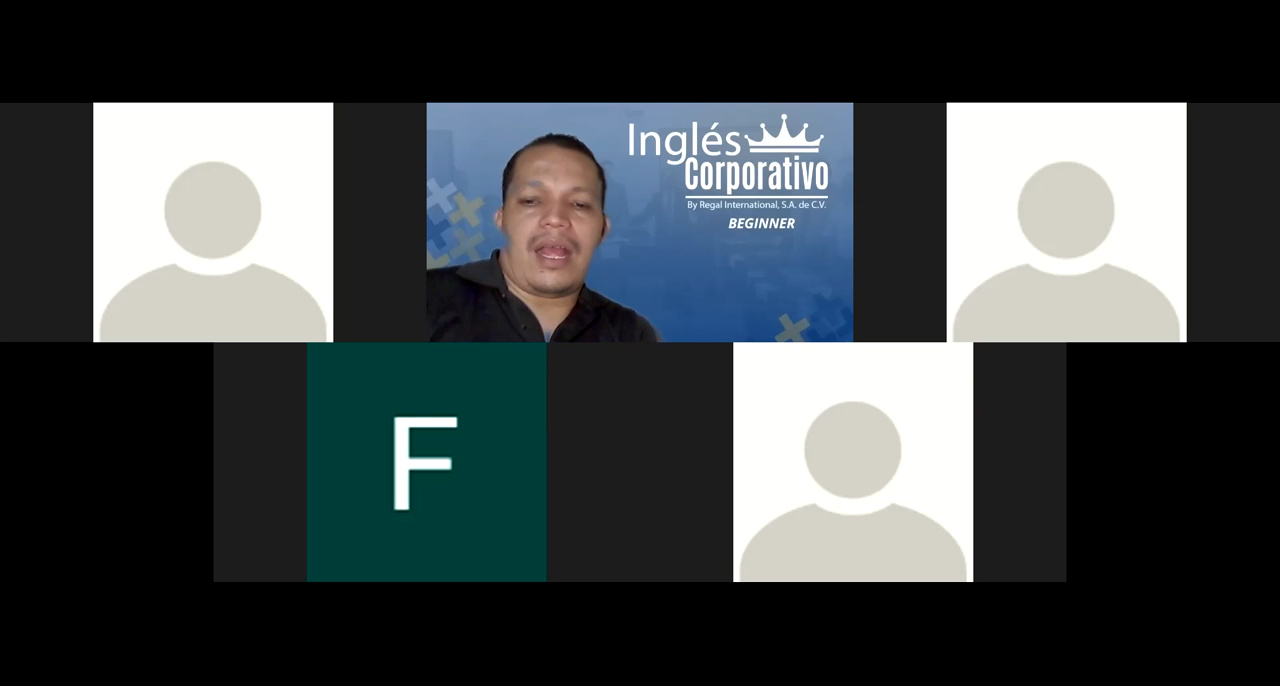 Inglés
Corporativo
By Regal International, S.A. de C.V.
BEGINNER
F